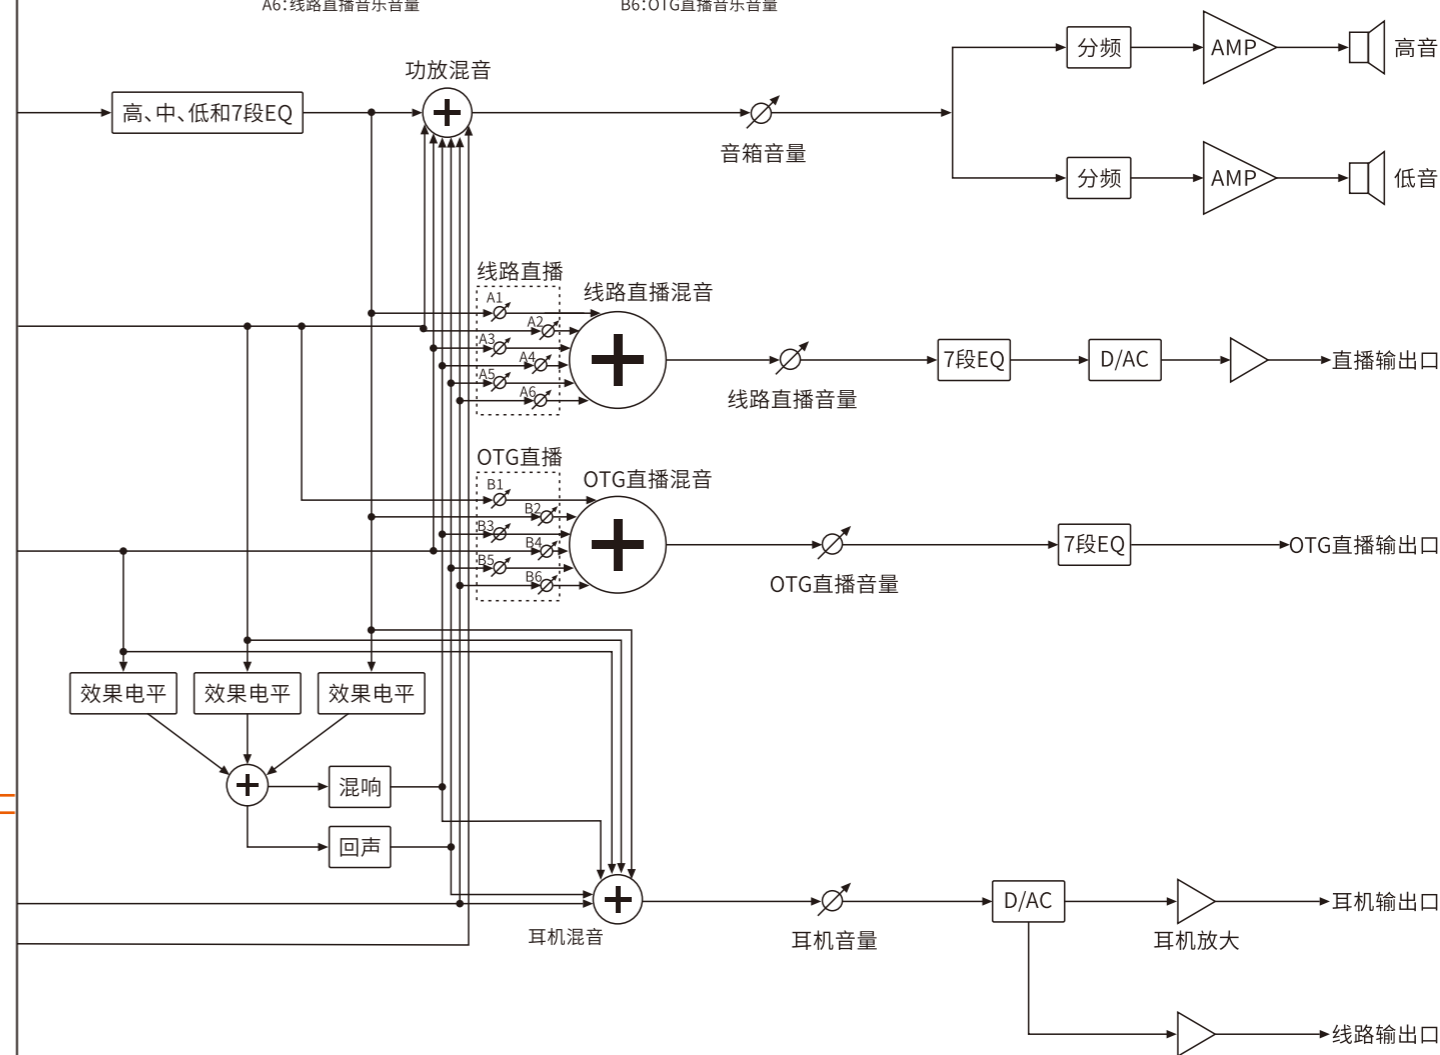 A6:线路直播音乐音量
B6:OTG直播音乐音量
分频
AMP
高音
功放混音
高、中、低和7段EQ
音箱音量
分频
AMP
低音
线路直播
线路直播混音
A1
A2
A3
A4
A5
A6
线路直播音量
7段EQ
D/AC
直播输出口
OTG直播
OTG直播混音
B1
B2
B3
B4
B5
B6
OTG直播音量
7段EQ
OTG直播输出口
效果电平
效果电平
效果电平
混响
回声
耳机混音
耳机音量
D/AC
耳机放大
耳机输出口
线路输出口